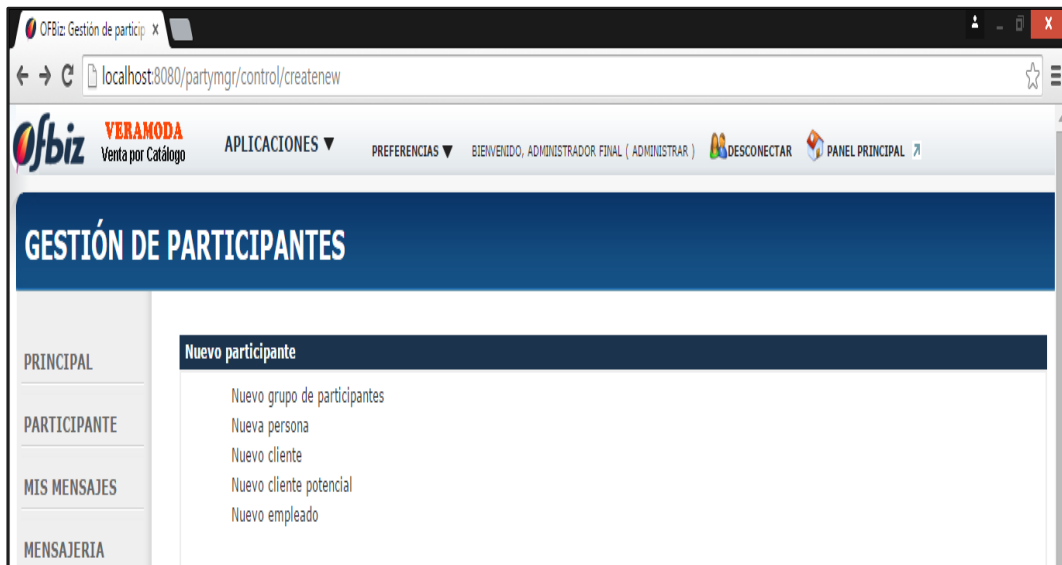 OFBiz: Gestión de particip
localhost:8080/partymgr/control/createnew
Ofbiz
VERAMODA
Venta por Catálogo
APLICACIONES ▼
PREFERENCIAS ▼
BIENVENIDO, ADMINISTRADOR FINAL ( ADMINISTRAR )
DESCONECTAR
PANEL PRINCIPAL
GESTIÓN DE PARTICIPANTES
PRINCIPAL
PARTICIPANTE
MIS MENSAJES
MENSAJERIA
Nuevo participante
Nuevo grupo de participantes
Nueva persona
Nuevo cliente
Nuevo cliente potencial
Nuevo empleado